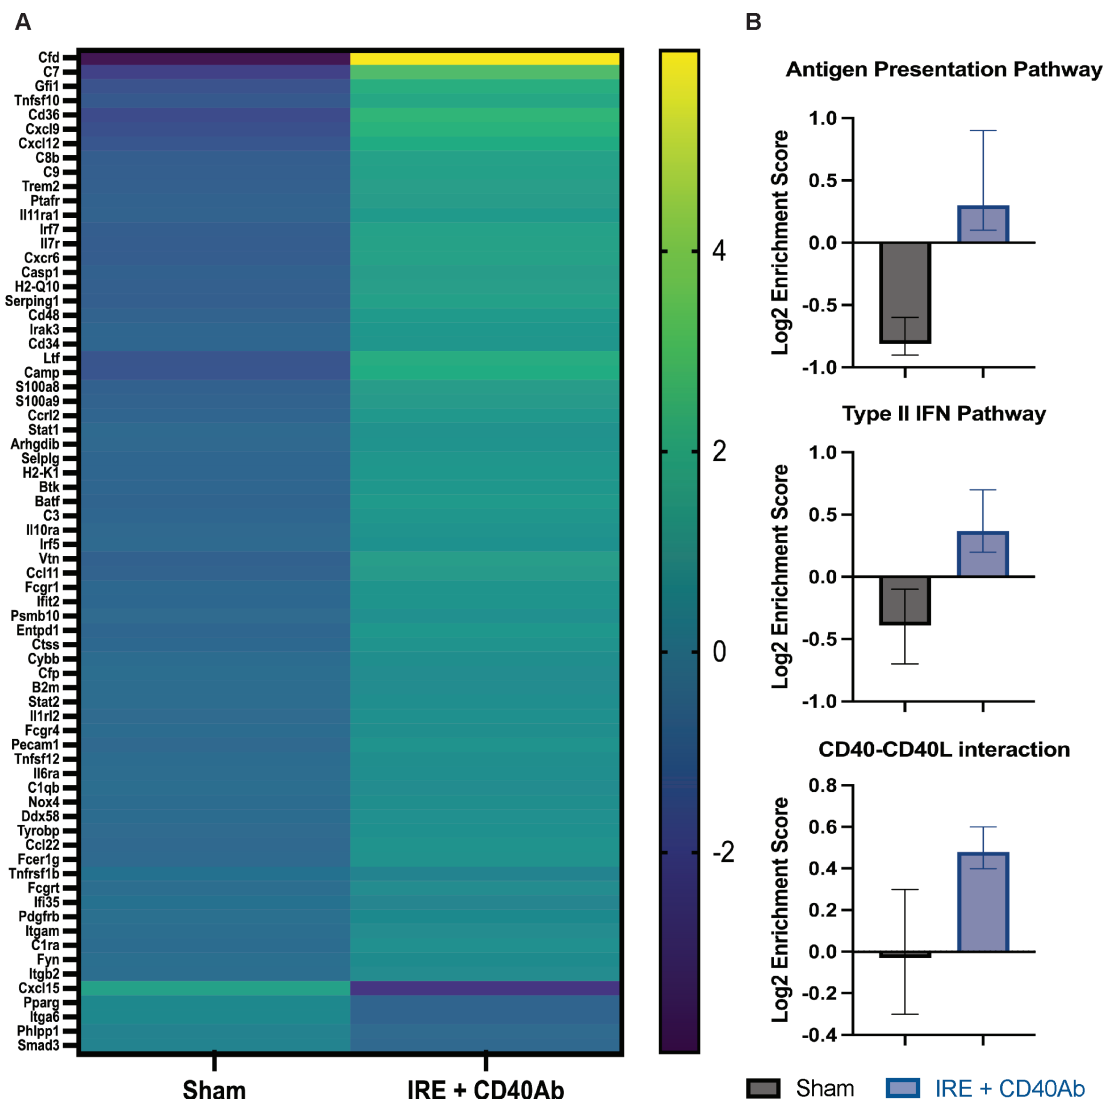 A
Cfd
C7
Gfi1
Tnfsf10
Cd36
Cxcl9
Cxcl12
C8b
C9
Trem2
Ptafr
Il11ra1
Irf7
Il7r
Cxcr6
Casp1
H2-Q10
Serping1
Cd48
Irak3
Cd34
Ltf
Camp
S100a8
S100a9
Ccrl2
Stat1
Arhgdib
Selplg
H2-K1
Btk
Batf
C3
Il10ra
Irf5
Vtn
Ccl11
Fcgr1
Ifit2
Psmb10
Entpd1
Ctss
Cybb
Cfp
B2m
Stat2
Il1rl2
Fcgr4
Pecam1
Tnfsf12
Il6ra
C1qb
Nox4
Ddx58
Tyrobp
Ccl22
Fcer1g
Tnfrsf1b
Fcgrt
Ifi35
Pdgfrb
Itgam
C1ra
Fyn
Itgb2
Cxcl15
Pparg
Itga6
Phlpp1
Smad3
Sham
IRE + CD40Ab
4
2
0
-2
B
Antigen Presentation Pathway
Log2 Enrichment Score
1.0
0.5
0.0
-0.5
-1.0
Type II IFN Pathway
Log2 Enrichment Score
1.0
0.5
0.0
-0.5
-1.0
CD40-CD40L interaction
Log2 Enrichment Score
0.8
0.6
0.4
0.2
0.0
-0.2
-0.4
Sham
IRE + CD40Ab